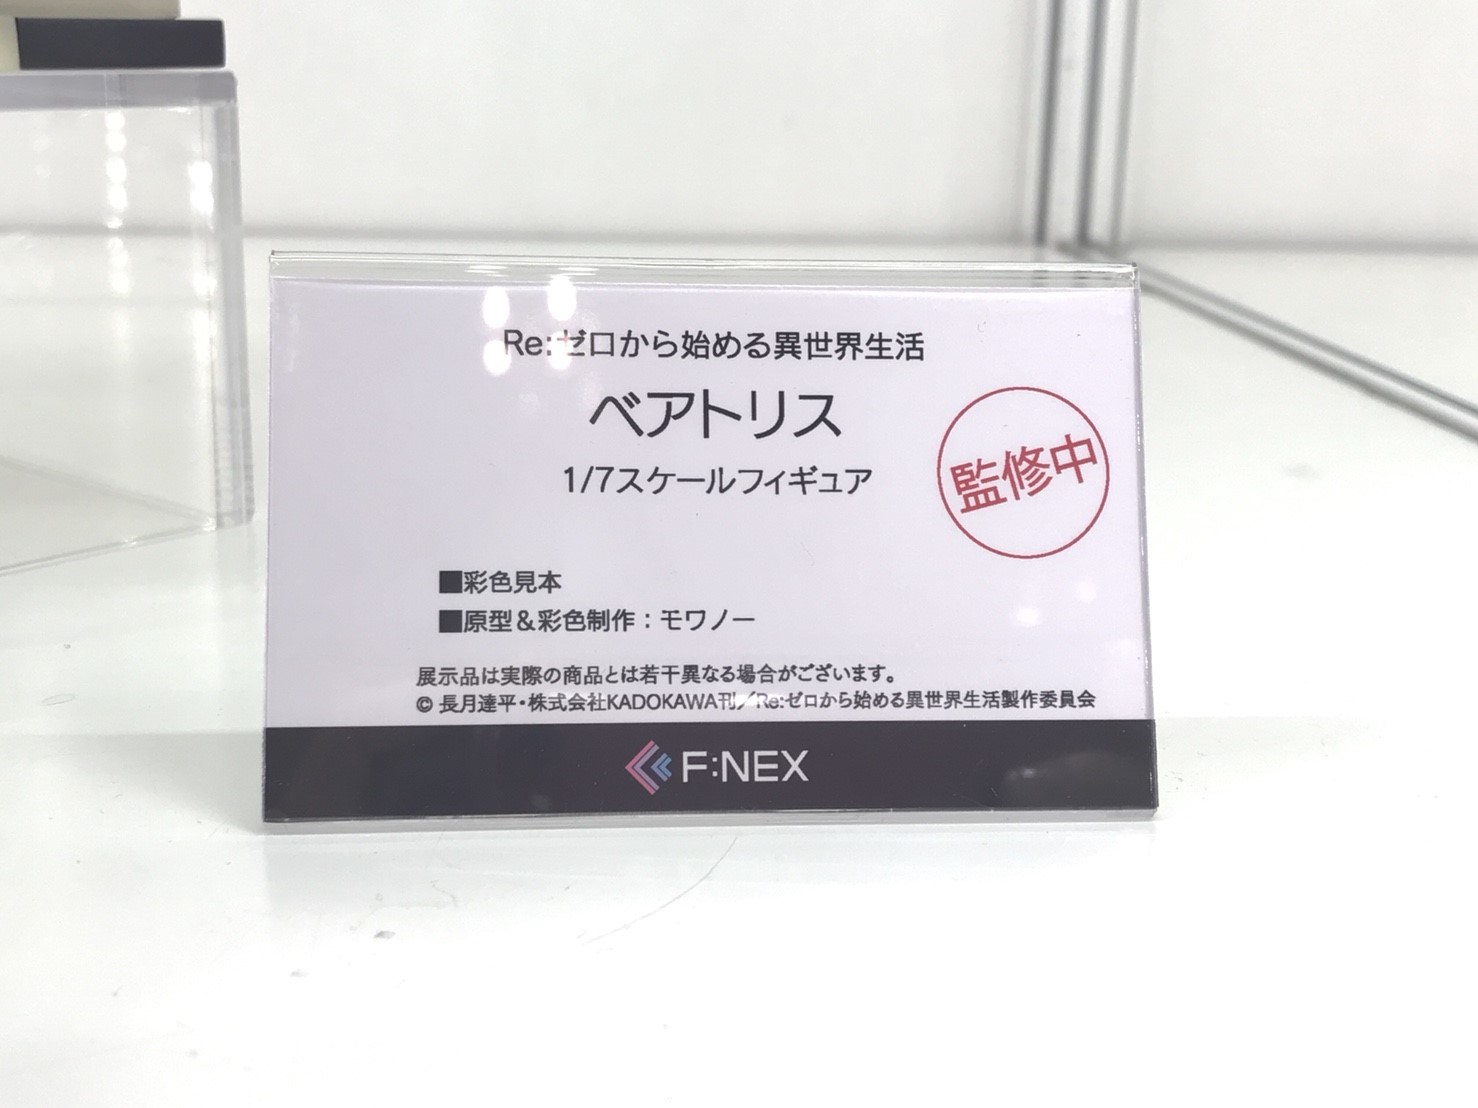 Re:ゼロから始める異世界生活
ベアトリス
1/7スケールフィギュア
監修中
■彩色見本
■原型＆彩色制作：モワノー
展示品は実際の商品とは若干異なる場合がございます。
© 長月達平・株式会社KADOKAWA刊／Re:ゼロから始める異世界生活製作委員会
F:NEX